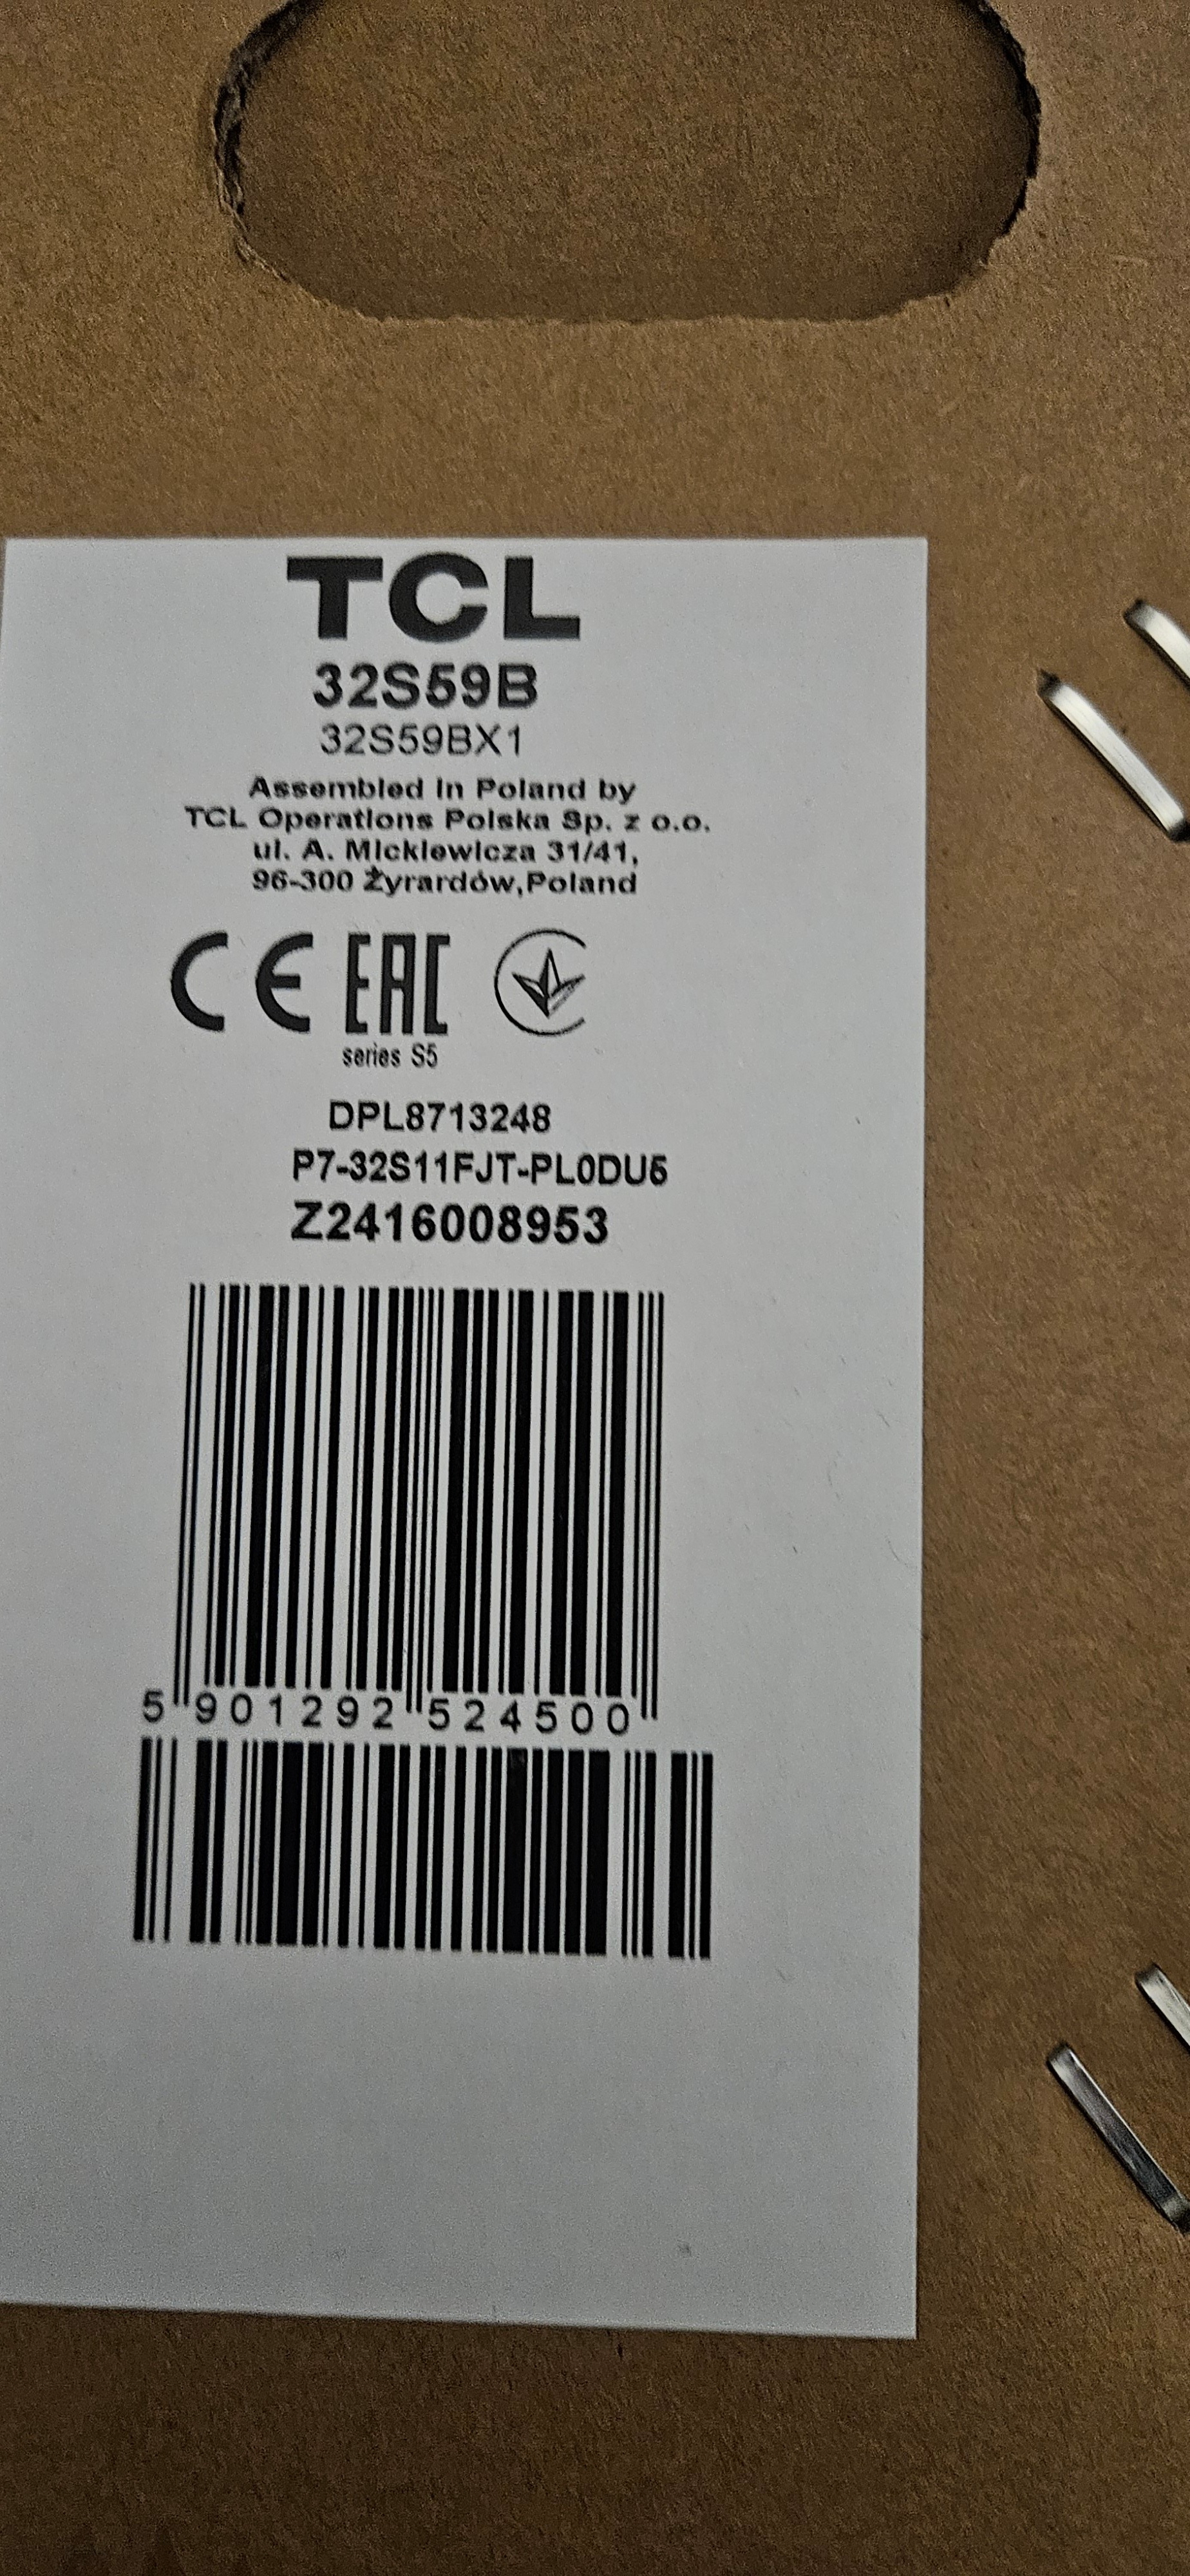 TCL
32S59B
32S59BX1
Assembled in Poland by
TCL Operations Polska Sp. z o.o.
ul. A. Mickiewicza 31/41,
96-300 Żyrardów,Poland
CE EAC
series S5
DPL8713248
P7-32S11FJT-PL0DU5
Z2416008953
5 901292 524500